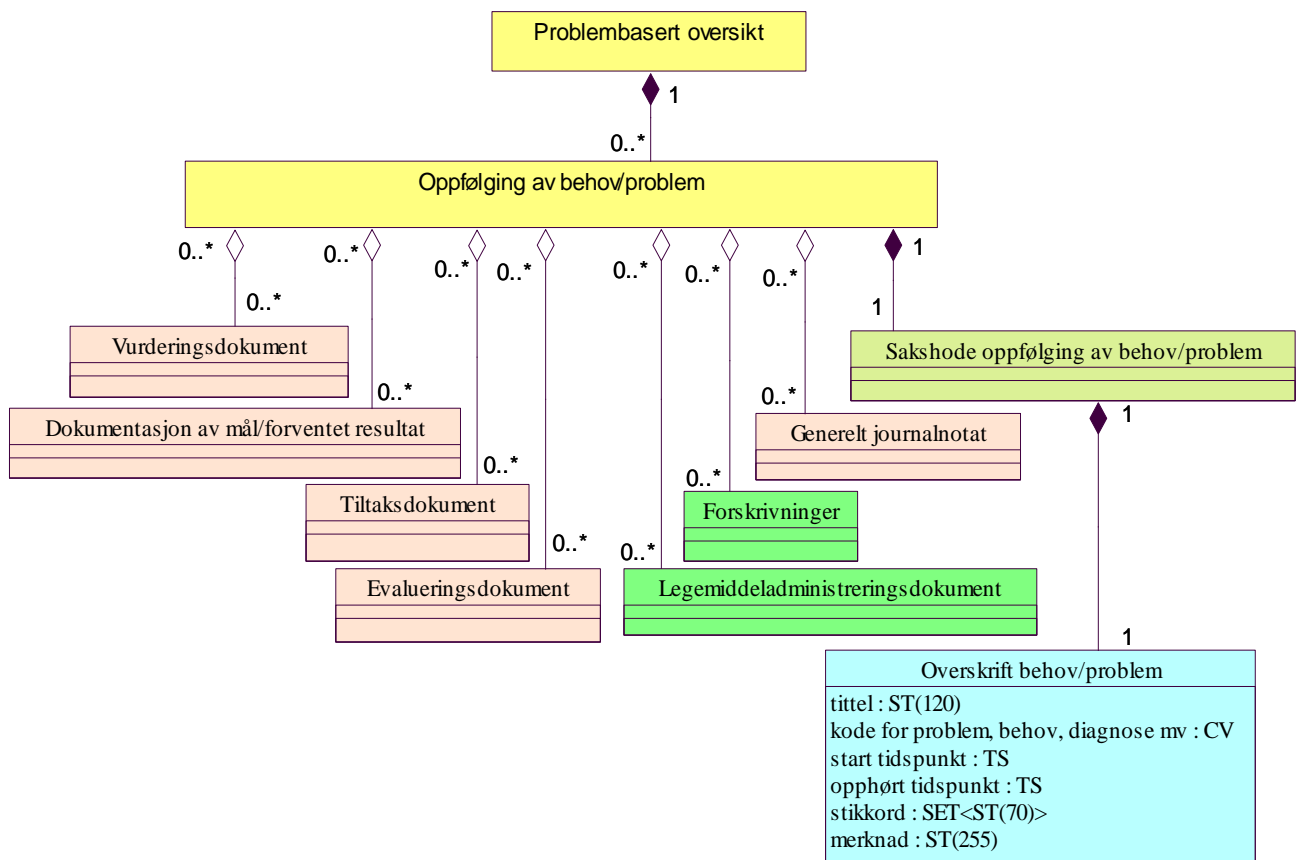 Problembasert oversikt
1
0..*
Oppfølging av behov/problem
0..*
0..*
0..*
0..*
0..*
0..*
0..*
1
0..*
1
Vurderingsdokument
Sakshode oppfølging av behov/problem
0..*
0..*
1
Dokumentasjon av mål/forventet resultat
Generelt journalnotat
0..*
0..*
Tiltaksdokument
Forskrivninger
0..*
0..*
Evalueringsdokument
Legemiddeladministreringsdokument
1
Overskrift behov/problem
tittel : ST(120)
kode for problem, behov, diagnose mv : CV
start tidspunkt : TS
opphørt tidspunkt : TS
stikkord : SET<ST(70)>
merknad : ST(255)